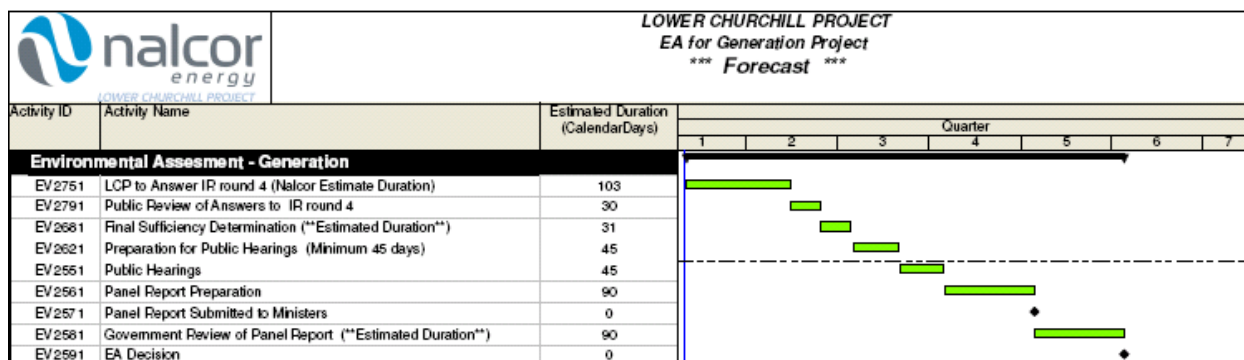 LOWER CHURCHILL PROJECT
EA for Generation Project
*** Forecast ***
nalcor
energy
LOWER CHURCHILL PROJECT
Activity ID Activity Name Estimated Duration
(CalendarDays)
Quarter
1 2 3 4 5 6 7
Environmental Assesment - Generation
EV2751 LCP to Answer IR round 4 (Nalcor Estimate Duration) 103
EV2791 Public Review of Answers to IR round 4 30
EV2681 Final Sufficiency Determination (**Estimated Duration**) 31
EV2621 Preparation for Public Hearings (Minimum 45 days) 45
EV2551 Public Hearings 45
EV2561 Panel Report Preparation 90
EV2571 Panel Report Submitted to Ministers 0
EV2581 Government Review of Panel Report (**Estimated Duration**) 90
EV2591 EA Decision 0